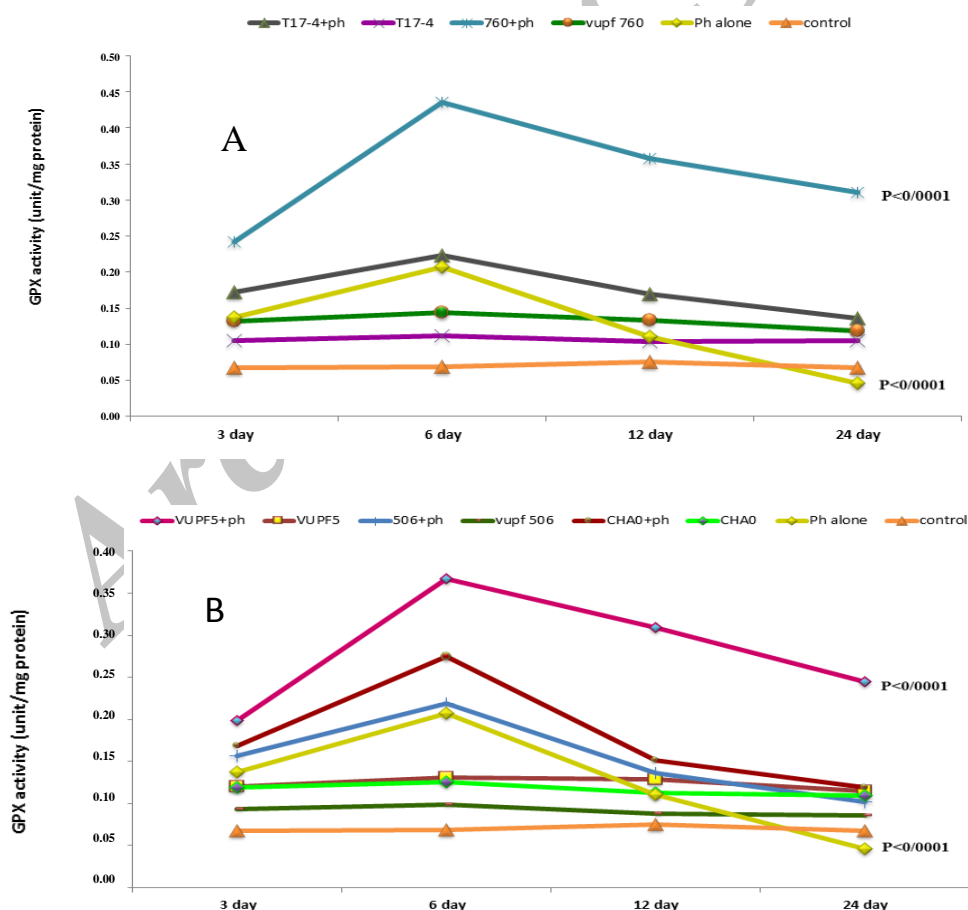 T17-4+ph T17-4 760+ph vupf 760 Ph alone control
GPX activity (unit/mg protein)
0.50
0.45
0.40
0.35
0.30
0.25
0.20
0.15
0.10
0.05
0.00
A
P<0/0001
P<0/0001
3 day 6 day 12 day 24 day
Arc
VUPF5+ph VUPF5 506+ph vupf 506 CHA0+ph CHA0 Ph alone control
GPX activity (unit/mg protein)
0.40
0.35
0.30
0.25
0.20
0.15
0.10
0.05
0.00
B
P<0/0001
P<0/0001
3 day 6 day 12 day 24 day